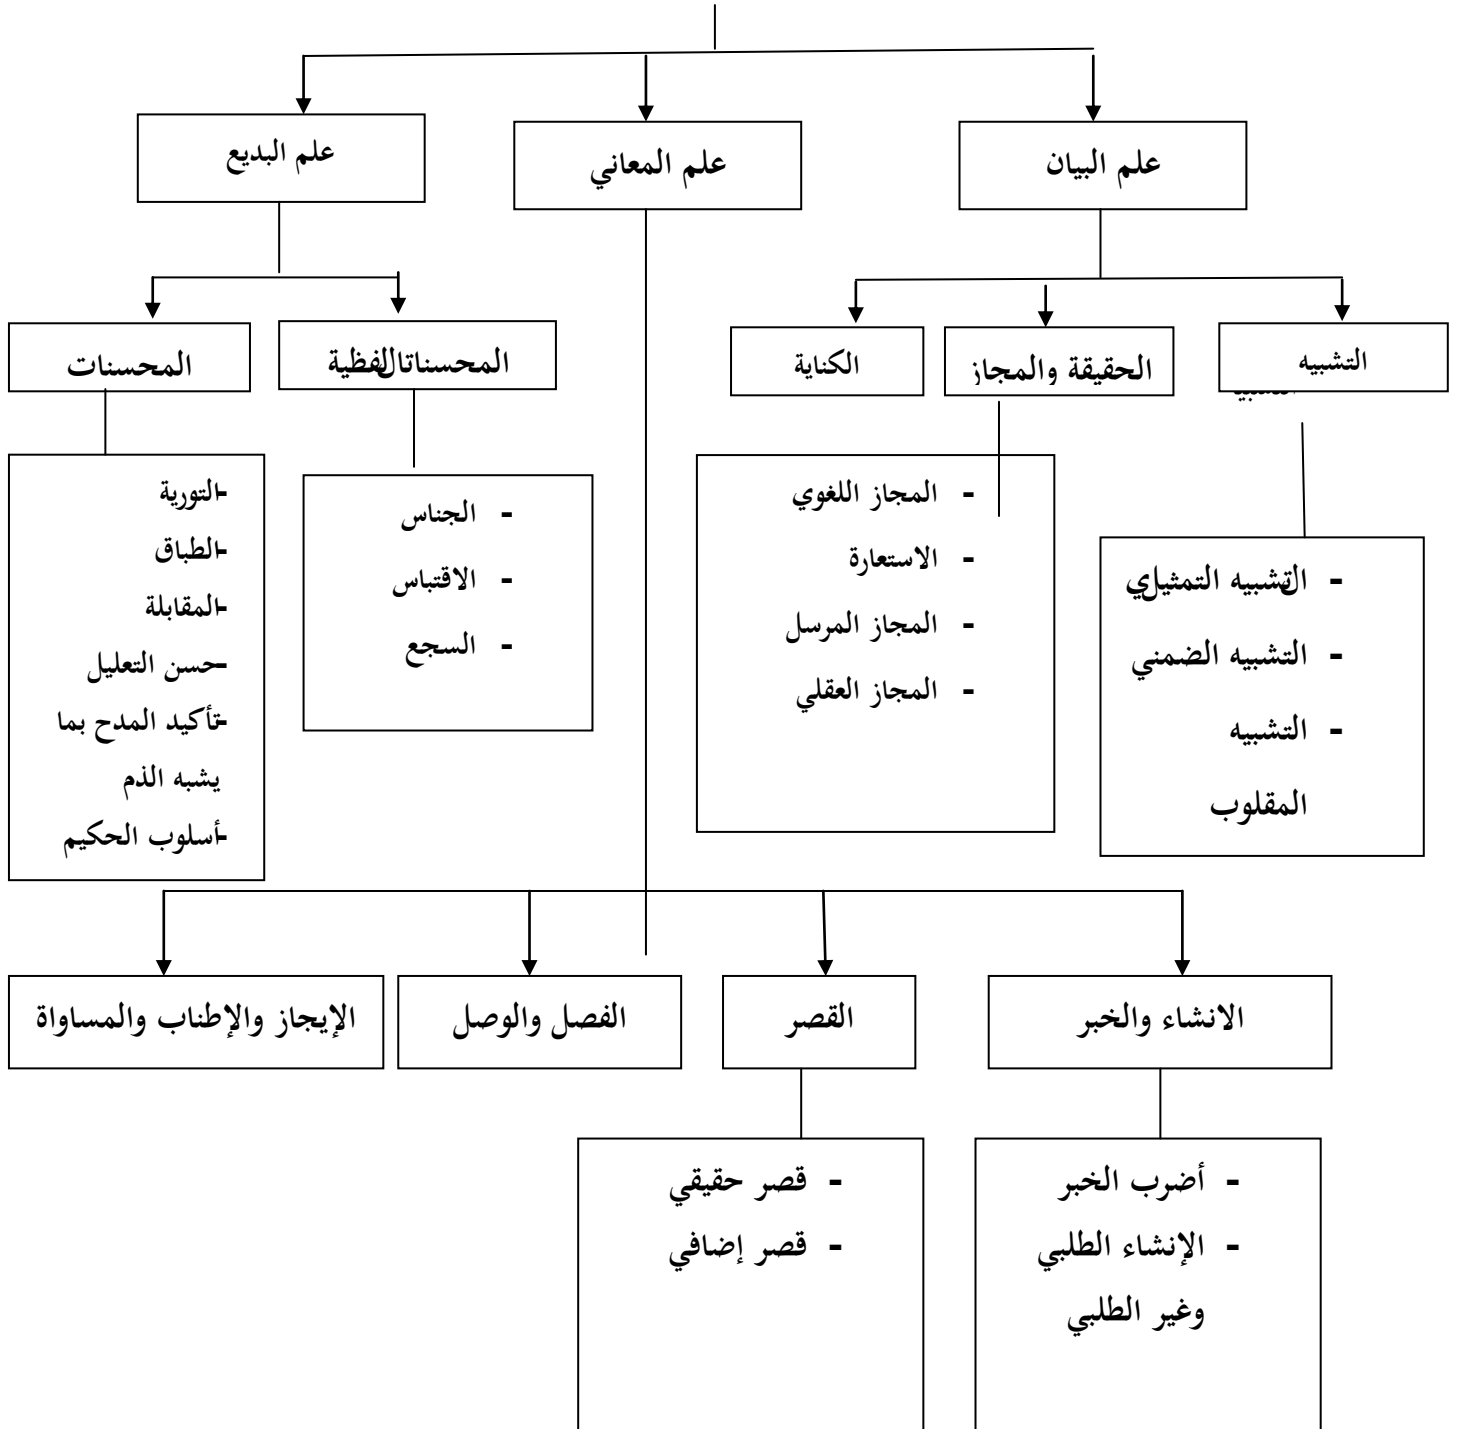 علم البيان
علم المعاني
علم البديع
التشبيه
الحقيقة والمجاز
الكناية
المحسناتاللفظية
المحسنات
- التشبيه التمثيلي
- التشبيه الضمني
- التشبيه
المقلوب
- المجاز اللغوي
- الاستعارة
- المجاز المرسل
- المجاز العقلي
- الجناس
- الاقتباس
- السجع
-التورية
-الطباق
-المقابلة
-حسن التعليل
-تأكيد المدح بما
يشبه الذم
-أسلوب الحكيم
الانشاء والخبر
القصر
الفصل والوصل
الإيجاز والإطناب والمساواة
- أضرب الخبر
- الإنشاء الطلبي
وغير الطلبي
- قصر حقيقي
- قصر إضافي